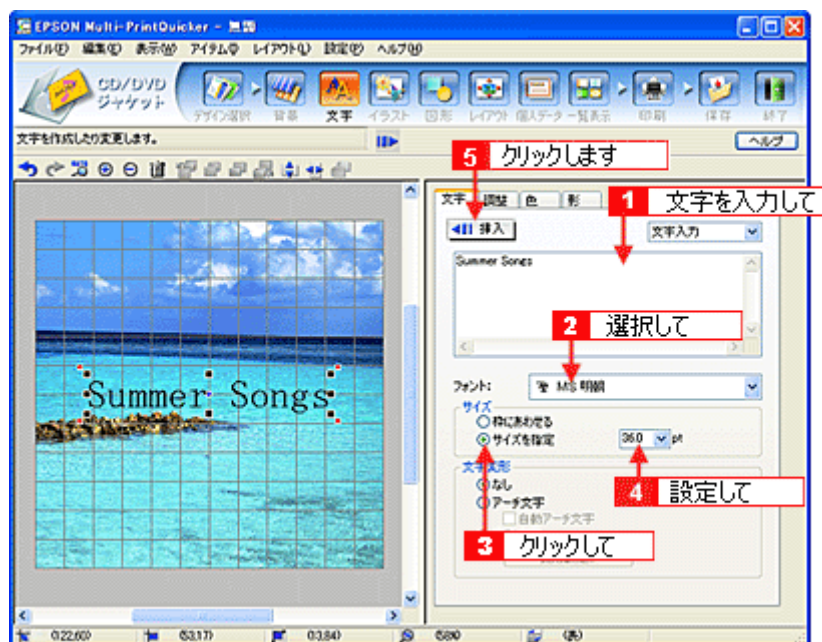 EPSON Multi-PrintQuicker - 無題
ファイル(F) 編集(E) 表示(W) アイテム(I) レイアウト(L) 設定(P) ヘルプ(H)
CD/DVD
ジャケット
デザイン選択 背景 文字 イラスト 図形 レイアウト 個人データ 一覧表示 印刷 保存 終了
文字を作成したり変更します。
ヘルプ
5 クリックします
文字 調整 色 影
1 文字を入力して
挿入
文字入力
Summer Songs
2 選択して
フォント: MS 明朝
サイズ
枠にあわせる
サイズを指定 36.0 pt
文字変形
なし
4 設定して
アーチ文字
自動アーチ文字
3 クリックして
Summer Songs
(表)